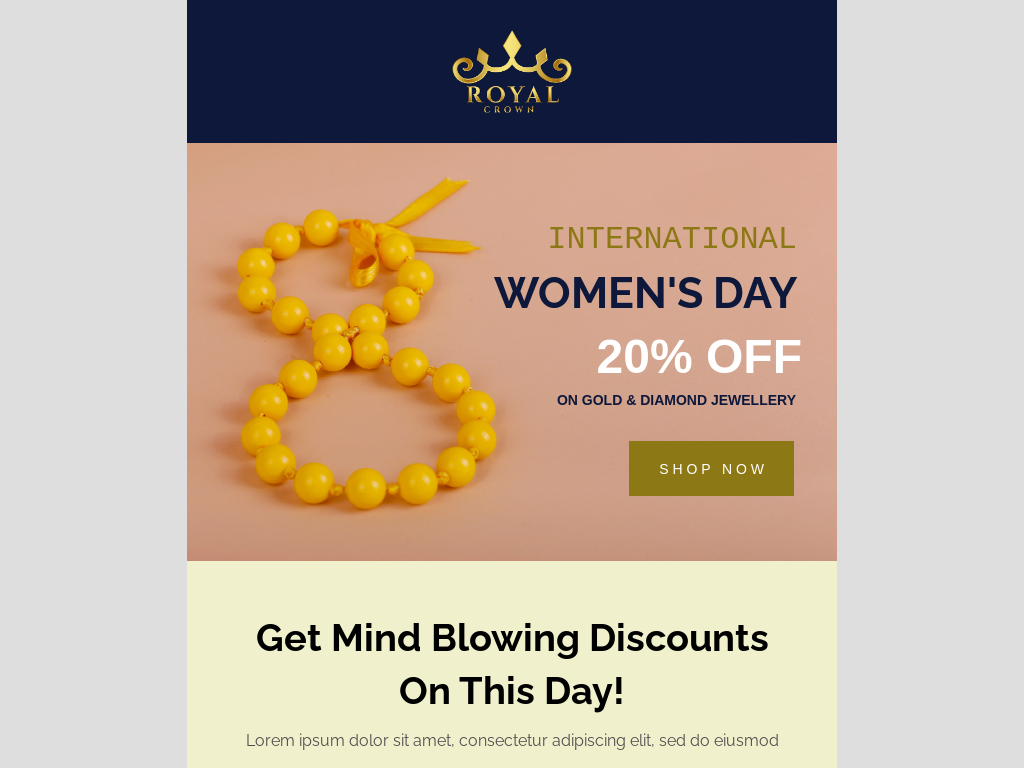 ROYAL
CROWN
INTERNATIONAL
WOMEN'S DAY
20% OFF
ON GOLD & DIAMOND JEWELLERY
SHOP NOW
Get Mind Blowing Discounts
On This Day!
Lorem ipsum dolor sit amet, consectetur adipiscing elit, sed do eiusmod